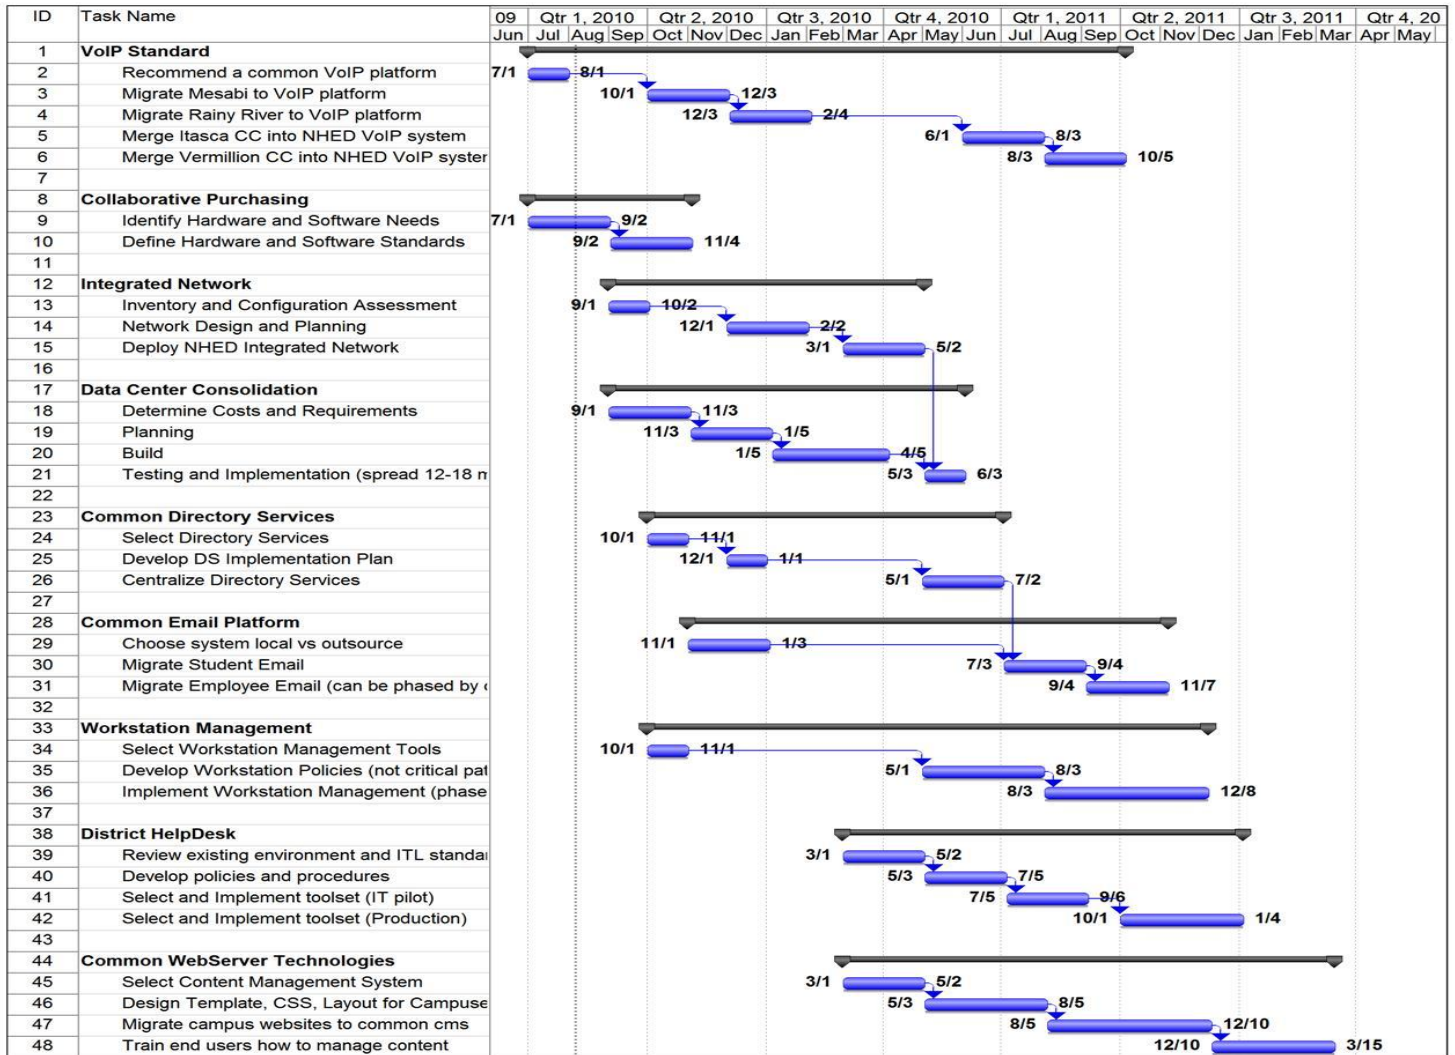 ID Task Name 09 Qtr 1, 2010 Qtr 2, 2010 Qtr 3, 2010 Qtr 4, 2010 Qtr 1, 2011 Qtr 2, 2011 Qtr 3, 2011 Qtr 4, 20
Jun Jul Aug Sep Oct Nov Dec Jan Feb Mar Apr May Jun Jul Aug Sep Oct Nov Dec Jan Feb Mar Apr May
1 VoIP Standard
2 Recommend a common VoIP platform 7/1 8/1
3 Migrate Mesabi to VoIP platform 10/1 12/3
4 Migrate Rainy River to VoIP platform 12/3 2/4
5 Merge Itasca CC into NHED VoIP system 6/1 8/3
6 Merge Vermillion CC into NHED VoIP syster 8/3 10/5
7
8 Collaborative Purchasing
9 Identify Hardware and Software Needs 7/1 9/2
10 Define Hardware and Software Standards 9/2 11/4
11
12 Integrated Network
13 Inventory and Configuration Assessment 9/1 10/2
14 Network Design and Planning 12/1 2/2
15 Deploy NHED Integrated Network 3/1 5/2
16
17 Data Center Consolidation
18 Determine Costs and Requirements 9/1 11/3
19 Planning 11/3 1/5
20 Build 1/5 4/5
21 Testing and Implementation (spread 12-18 m 5/3 6/3
22
23 Common Directory Services
24 Select Directory Services 10/1 11/1
25 Develop DS Implementation Plan 12/1 1/1
26 Centralize Directory Services 5/1 7/2
27
28 Common Email Platform
29 Choose system local vs outsource 11/1 1/3
30 Migrate Student Email 7/3 9/4
31 Migrate Employee Email (can be phased by c 9/4 11/7
32
33 Workstation Management
34 Select Workstation Management Tools 10/1 11/1
35 Develop Workstation Policies (not critical pat 5/1 8/3
36 Implement Workstation Management (phase 8/3 12/8
37
38 District HelpDesk
39 Review existing environment and ITL standar 3/1 5/2
40 Develop policies and procedures 5/3 7/5
41 Select and Implement toolset (IT pilot) 7/5 9/6
42 Select and Implement toolset (Production) 10/1 1/4
43
44 Common WebServer Technologies
45 Select Content Management System 3/1 5/2
46 Design Template, CSS, Layout for Campuse 5/3 8/5
47 Migrate campus websites to common cms 8/5 12/10
48 Train end users how to manage content 12/10 3/15